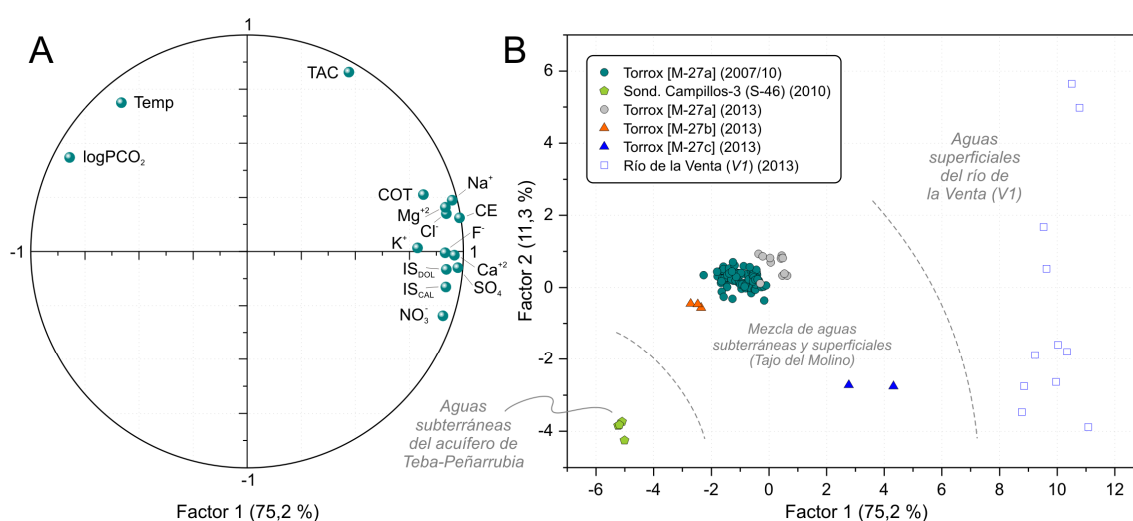 A
1
TAC
Temp
logPCO₂
COT
Na⁺
Mg⁺²
CE
Cl⁻
F⁻
K⁺
-1
1
IS_DOL
Ca⁺²
IS_CAL
SO₄
NO₃⁻
-1
Factor 1 (75,2 %)
B
Torrox [M-27a] (2007/10)
Sond. Campillos-3 (S-46) (2010)
Torrox [M-27a] (2013)
Torrox [M-27b] (2013)
Torrox [M-27c] (2013)
Río de la Venta (V1) (2013)
Aguas
superficiales
del río de
la Venta (V1)
Mezcla de aguas
subterráneas y superficiales
(Tajo del Molino)
Aguas
subterráneas
del acuífero de
Teba-Peñarrubia
Factor 2 (11,3 %)
6
4
2
0
-2
-4
-6 -4 -2 0 2 4 6 8 10 12
Factor 1 (75,2 %)